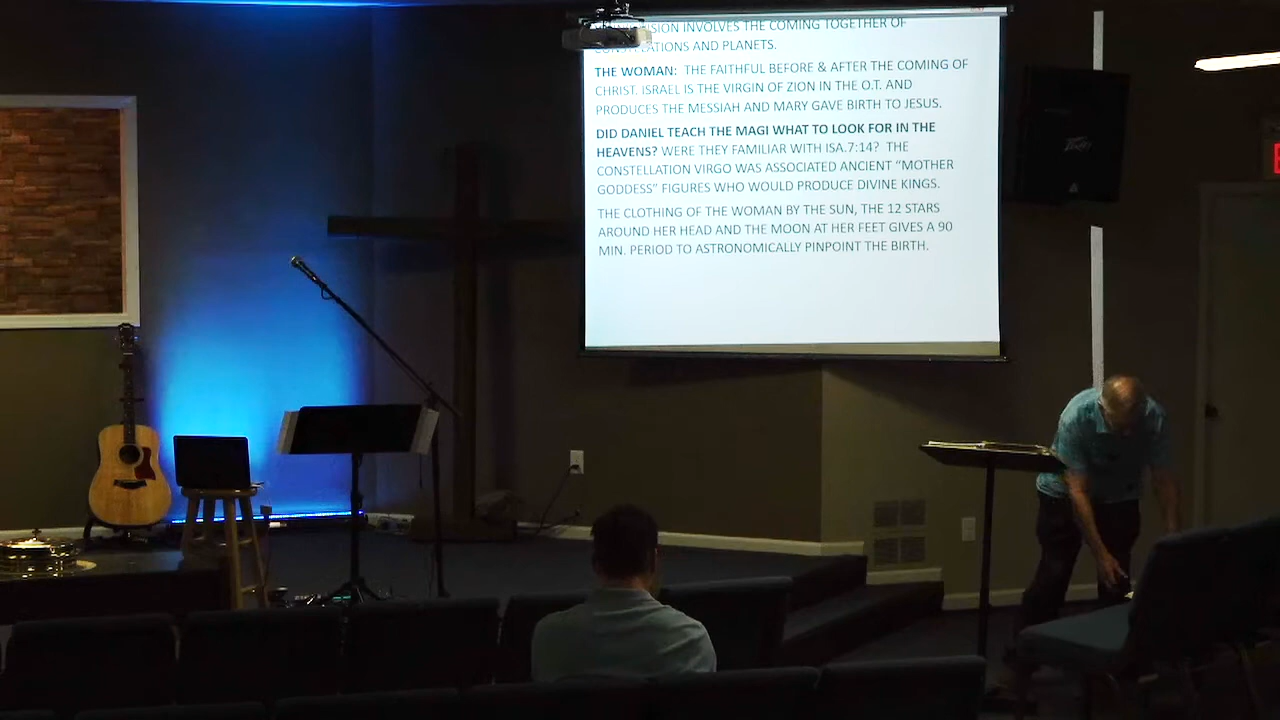 VISION INVOLVES THE COMING TOGETHER OF
CONSTELLATIONS AND PLANETS.
THE WOMAN: THE FAITHFUL BEFORE & AFTER THE COMING OF
CHRIST. ISRAEL IS THE VIRGIN OF ZION IN THE O.T. AND
PRODUCES THE MESSIAH AND MARY GAVE BIRTH TO JESUS.
DID DANIEL TEACH THE MAGI WHAT TO LOOK FOR IN THE
HEAVENS? WERE THEY FAMILIAR WITH ISA.7:14? THE
CONSTELLATION VIRGO WAS ASSOCIATED ANCIENT “MOTHER
GODDESS” FIGURES WHO WOULD PRODUCE DIVINE KINGS.
THE CLOTHING OF THE WOMAN BY THE SUN, THE 12 STARS
AROUND HER HEAD AND THE MOON AT HER FEET GIVES A 90
MIN. PERIOD TO ASTRONOMICALLY PINPOINT THE BIRTH.
PEAVEY